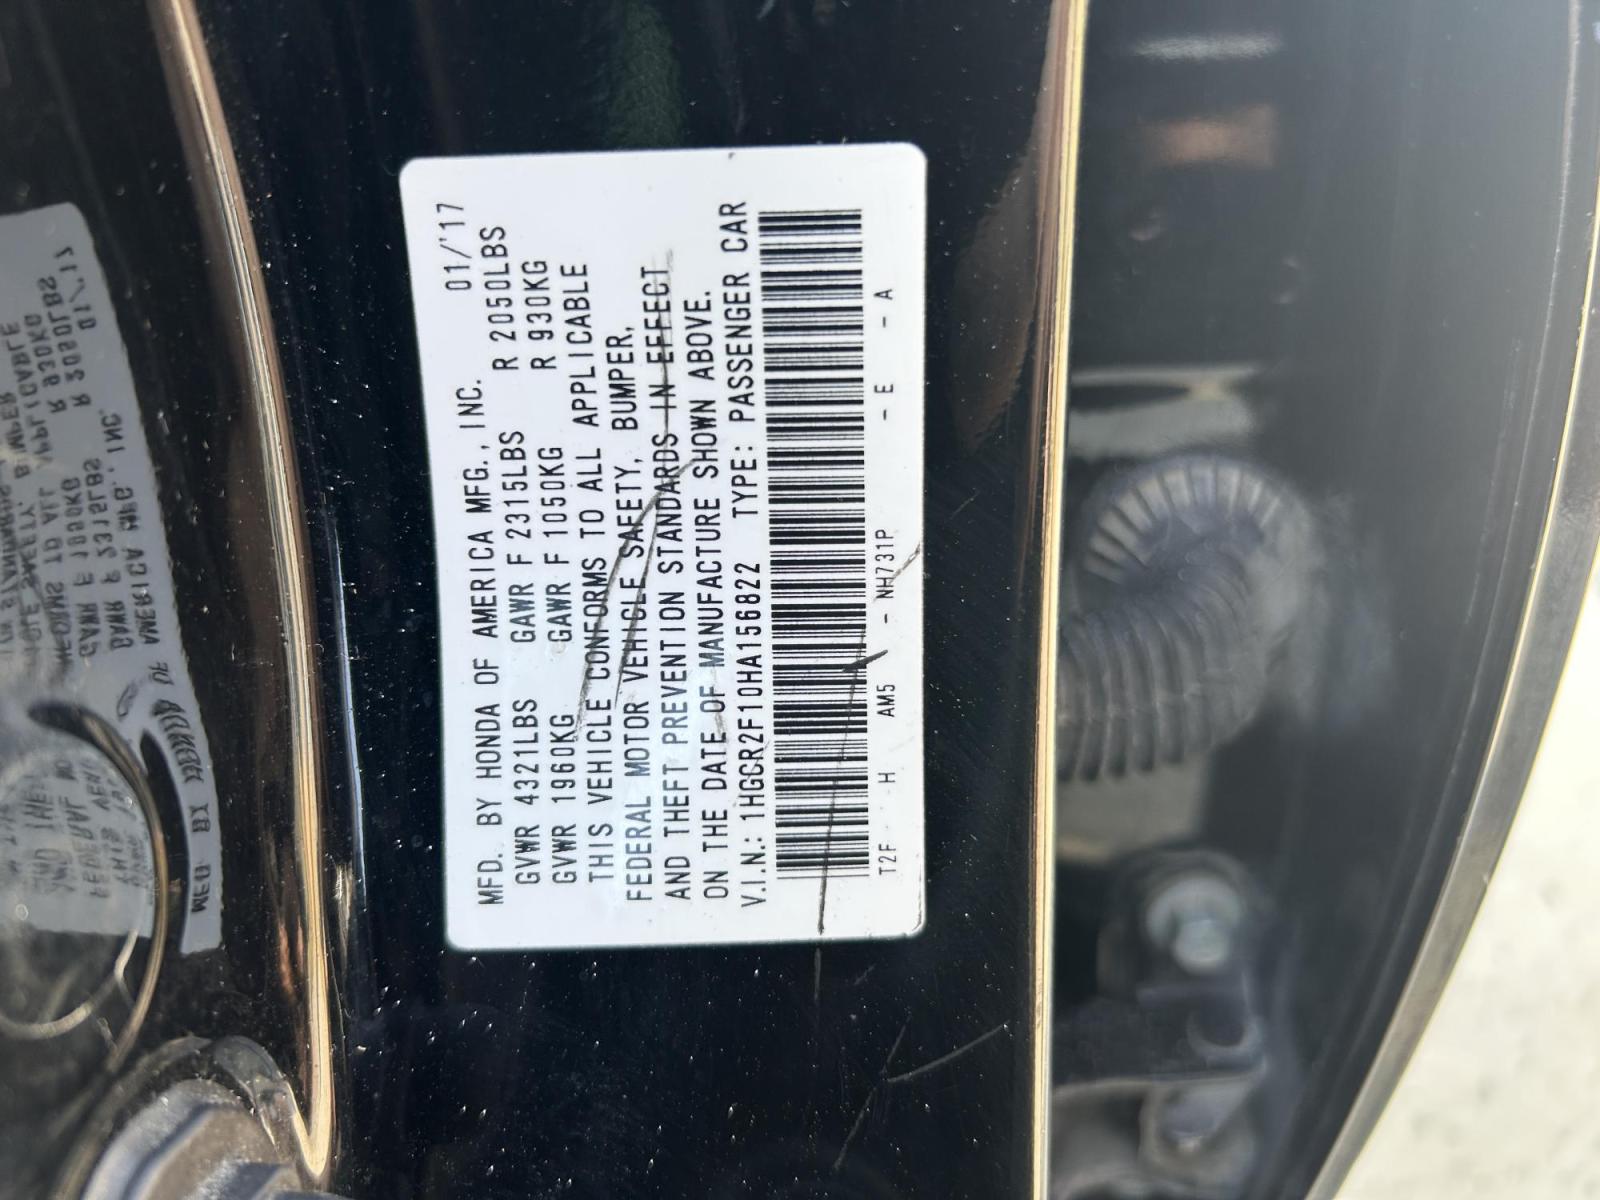 MFD. BY HONDA OF AMERICA MFG., INC. 01/'17
GVWR 4321LBS GAWR F 2315LBS R 2050LBS
GVWR 1960KG GAWR F 1050KG R 930KG
THIS VEHICLE CONFORMS TO ALL APPLICABLE
FEDERAL MOTOR VEHICLE SAFETY, BUMPER,
AND THEFT PREVENTION STANDARDS IN EFFECT
ON THE DATE OF MANUFACTURE SHOWN ABOVE.
V.I.N.: 1HGCR2F10HA156822 TYPE: PASSENGER CAR
T2F - H AM5 - NH731P - E - A